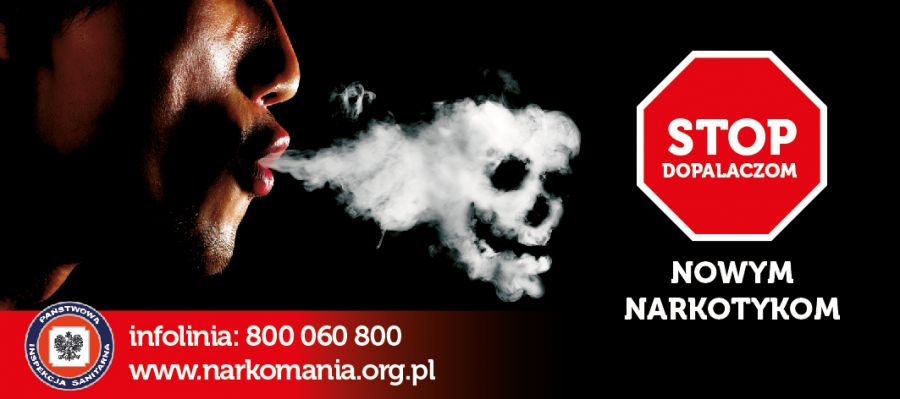 STOP
DOPALACZOM
NOWYM
NARKOTYKOM
PAŃSTWOWA
INSPEKCJA SANITARNA
infolinia: 800 060 800
www.narkomania.org.pl